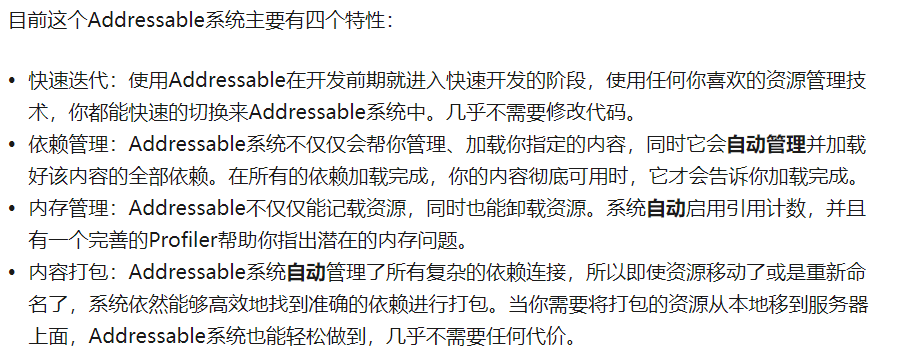 目前这个Addressable系统主要有四个特性：
• 快速迭代：使用Addressable在开发前期就进入快速开发的阶段，使用任何你喜欢的资源管理技
术，你都能快速的切换来Addressable系统中。几乎不需要修改代码。
• 依赖管理：Addressable系统不仅仅会帮你管理、加载你指定的内容，同时它会自动管理并加载
好该内容的全部依赖。在所有的依赖加载完成，你的内容彻底可用时，它才会告诉你加载完成。
• 内存管理：Addressable不仅仅能记载资源，同时也能卸载资源。系统自动启用引用计数，并且
有一个完善的Profiler帮助你指出潜在的内存问题。
• 内容打包：Addressable系统自动管理了所有复杂的依赖连接，所以即使资源移动了或是重新命
名了，系统依然能够高效地找到准确的依赖进行打包。当你需要将打包的资源从本地移到服务器
上面，Addressable系统也能轻松做到，几乎不需要任何代价。